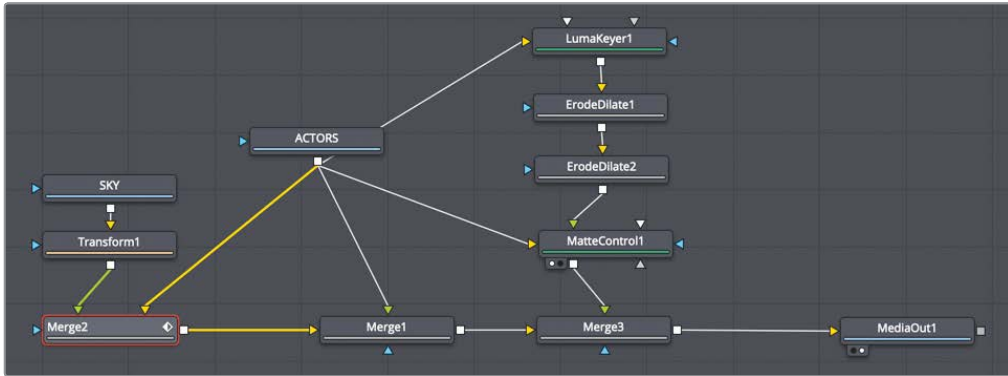 LumaKeyer1
ErodeDilate1
ACTORS
ErodeDilate2
SKY
Transform1
MatteControl1
Merge2
Merge1
Merge3
MediaOut1